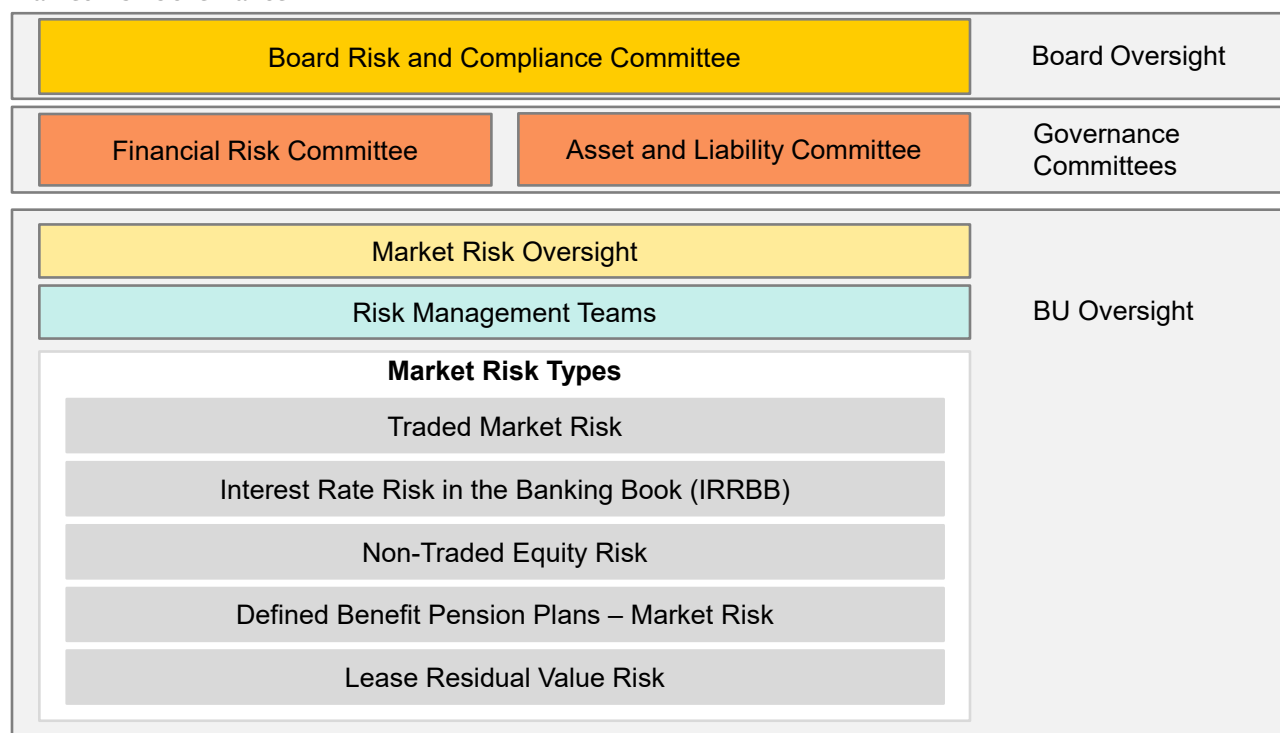 Board Risk and Compliance Committee
Board Oversight
Financial Risk Committee
Asset and Liability Committee
Governance
Committees
Market Risk Oversight
Risk Management Teams
BU Oversight
Market Risk Types
Traded Market Risk
Interest Rate Risk in the Banking Book (IRRBB)
Non-Traded Equity Risk
Defined Benefit Pension Plans – Market Risk
Lease Residual Value Risk